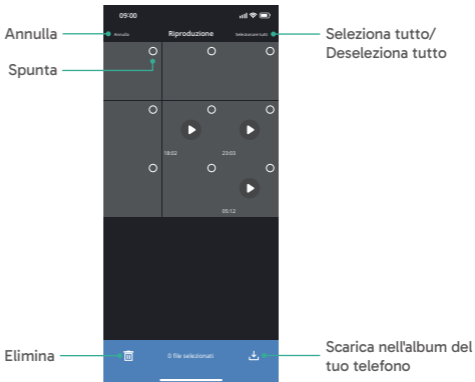 09:00
Annulla
Annulla
Riproduzione
Selezionare tutti
Seleziona tutto/
Deseleziona tutto
Spunta
18:02
23:03
05:12
Elimina
0 file selezionati
Scarica nell'album del
tuo telefono